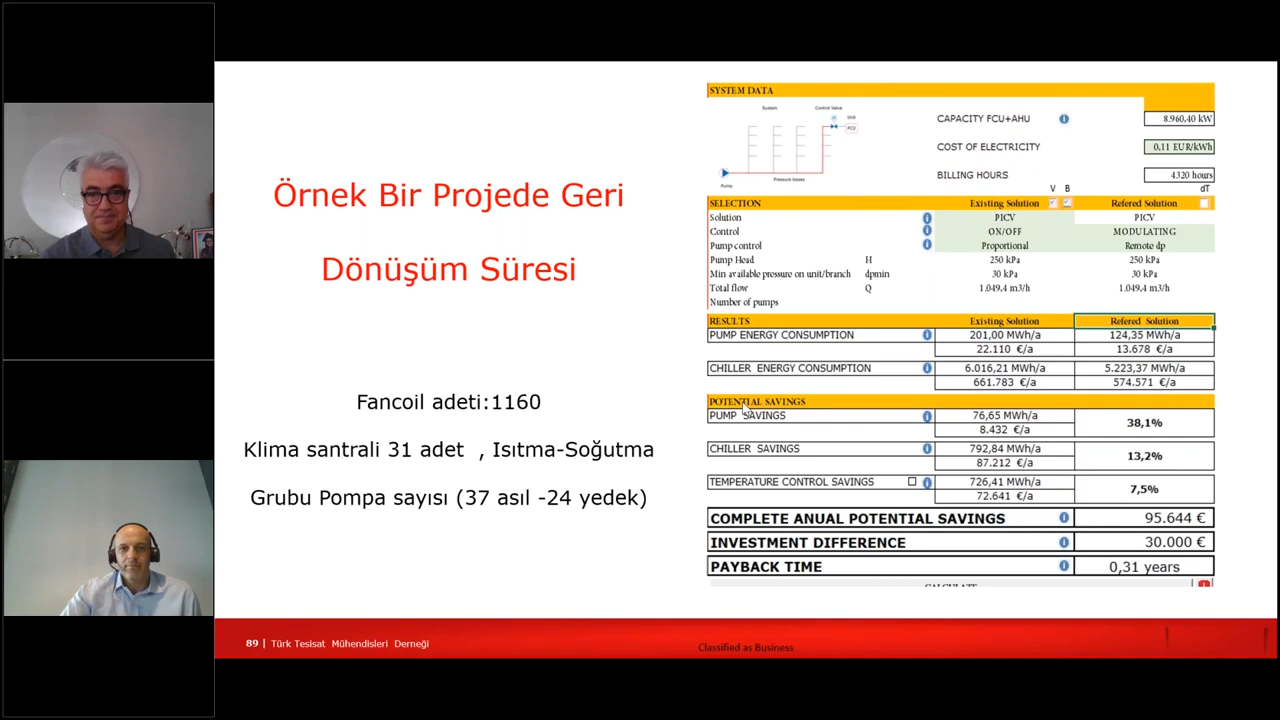 Örnek Bir Projede Geri
Dönüşüm Süresi
Fancoil adeti:1160
Klima santrali 31 adet , Isıtma-Soğutma
Grubu Pompa sayısı (37 asıl -24 yedek)
SYSTEM DATA
System
Control Valve
Unit
FCU
Pump
Pressure losses
CAPACITY FCU+AHU 8.960,40 kW
COST OF ELECTRICITY 0,11 EUR/kWh
BILLING HOURS 4320 hours
V B dT
SELECTION Existing Solution Refered Solution
Solution PICV PICV
Control ON/OFF MODULATING
Pump control Proportional Remote dp
Pump Head H 250 kPa 250 kPa
Min available pressure on unit/branch dpmin 30 kPa 30 kPa
Total flow Q 1.049,4 m3/h 1.049,4 m3/h
Number of pumps
RESULTS Existing Solution Refered Solution
PUMP ENERGY CONSUMPTION 201,00 MWh/a 124,35 MWh/a
22.110 €/a 13.678 €/a
CHILLER ENERGY CONSUMPTION 6.016,21 MWh/a 5.223,37 MWh/a
661.783 €/a 574.571 €/a
POTENTIAL SAVINGS
PUMP SAVINGS 76,65 MWh/a 38,1%
8.432 €/a
CHILLER SAVINGS 792,84 MWh/a 13,2%
87.212 €/a
TEMPERATURE CONTROL SAVINGS 726,41 MWh/a 7,5%
72.641 €/a
COMPLETE ANUAL POTENTIAL SAVINGS 95.644 €
INVESTMENT DIFFERENCE 30.000 €
PAYBACK TIME 0,31 years
89 | Türk Tesisat Mühendisleri Derneği
Classified as Business